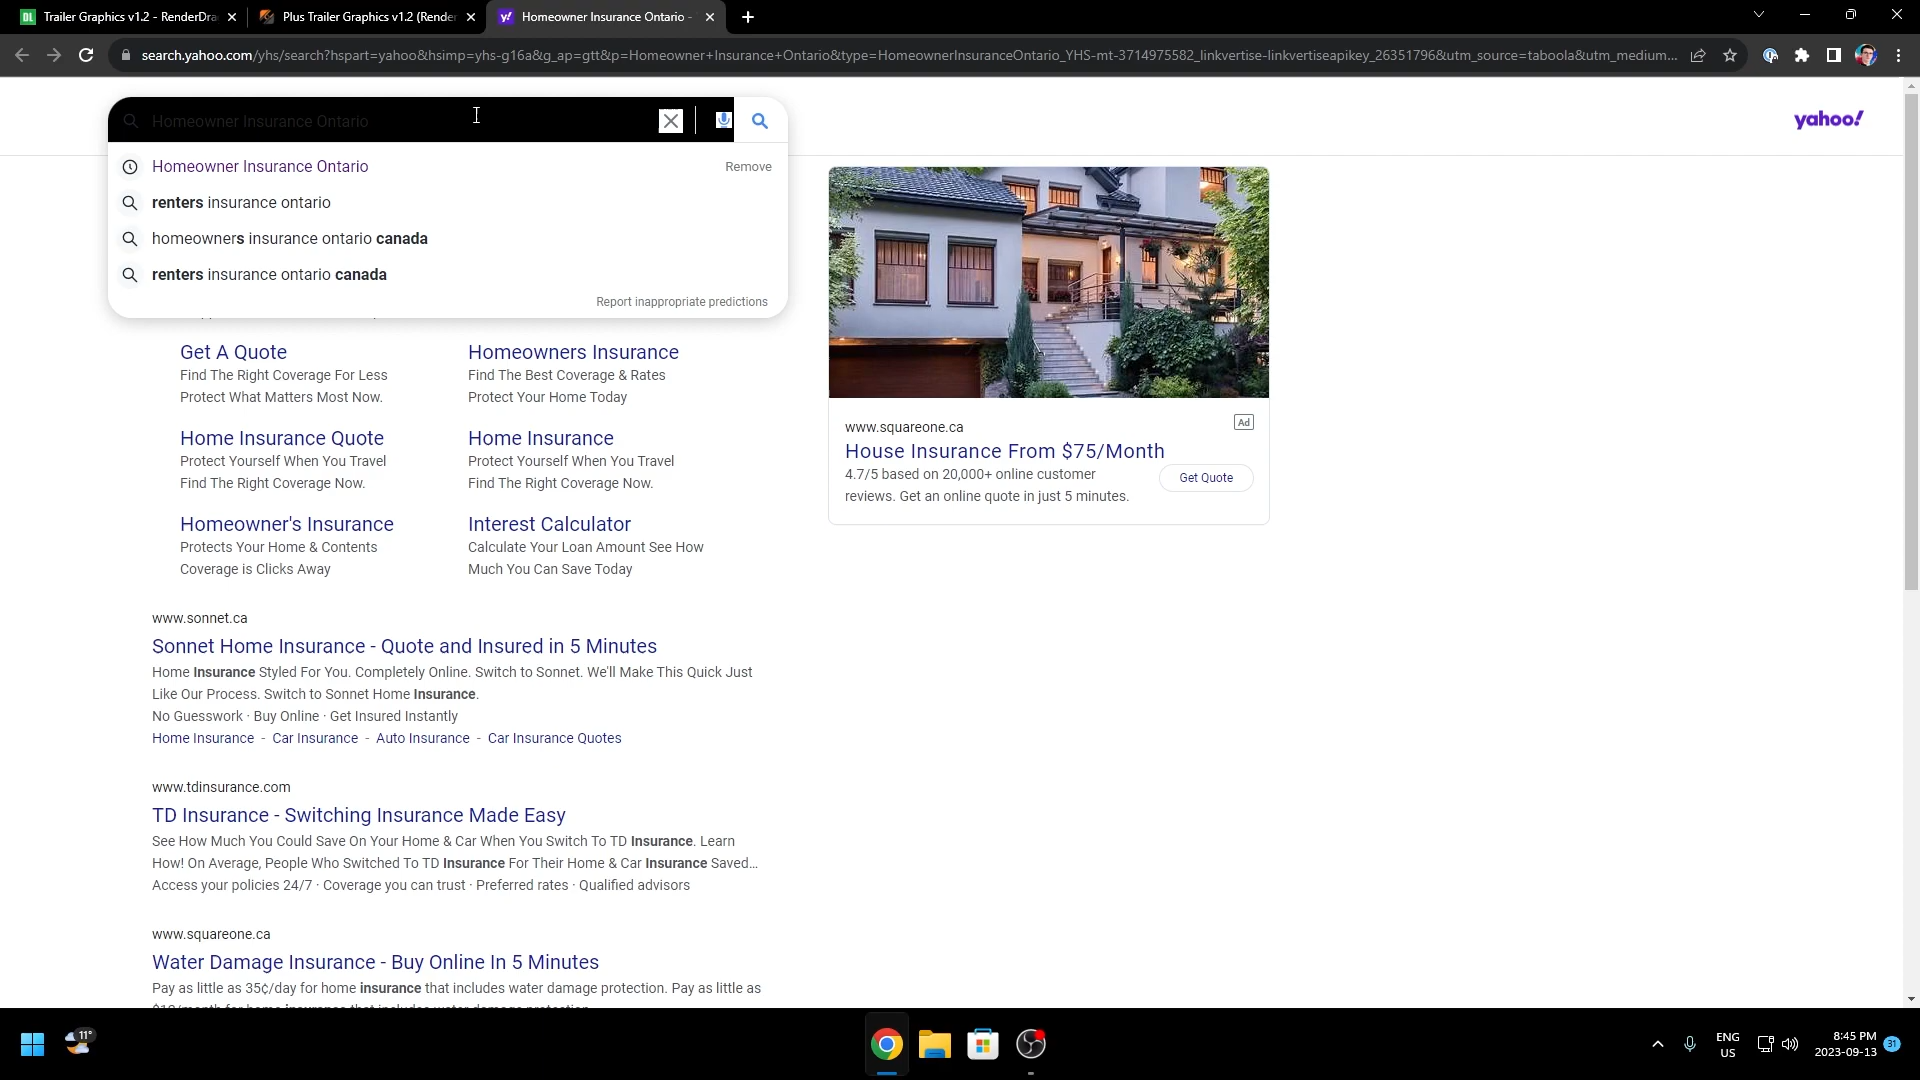 Trailer Graphics v1.2 - RenderDra
Plus Trailer Graphics v1.2 (Render
Homeowner Insurance Ontario -
search.yahoo.com/yhs/search?hspart=yahoo&hsimp=yhs-g16a&g_ap=gtt&p=Homeowner+Insurance+Ontario&type=HomeownerInsuranceOntario_YHS-mt-3714975582_linkvertise-linkvertiseapikey_26351796&utm_source=taboola&utm_medium...
Homeowner Insurance Ontario
yahoo!
Homeowner Insurance Ontario
Remove
renters insurance ontario
homeowners insurance ontario canada
renters insurance ontario canada
Report inappropriate predictions
Get A Quote
Find The Right Coverage For Less
Protect What Matters Most Now.
Homeowners Insurance
Find The Best Coverage & Rates
Protect Your Home Today
Home Insurance Quote
Protect Yourself When You Travel
Find The Right Coverage Now.
Home Insurance
Protect Yourself When You Travel
Find The Right Coverage Now.
Homeowner's Insurance
Protects Your Home & Contents
Coverage is Clicks Away
Interest Calculator
Calculate Your Loan Amount See How
Much You Can Save Today
www.sonnet.ca
Sonnet Home Insurance - Quote and Insured in 5 Minutes
Home Insurance Styled For You. Completely Online. Switch to Sonnet. We'll Make This Quick Just
Like Our Process. Switch to Sonnet Home Insurance.
No Guesswork · Buy Online · Get Insured Instantly
Home Insurance - Car Insurance - Auto Insurance - Car Insurance Quotes
www.tdinsurance.com
TD Insurance - Switching Insurance Made Easy
See How Much You Could Save On Your Home & Car When You Switch To TD Insurance. Learn
How! On Average, People Who Switched To TD Insurance For Their Home & Car Insurance Saved...
Access your policies 24/7 · Coverage you can trust · Preferred rates · Qualified advisors
www.squareone.ca
Water Damage Insurance - Buy Online In 5 Minutes
Pay as little as 35¢/day for home insurance that includes water damage protection. Pay as little as
www.squareone.ca
Ad
House Insurance From $75/Month
4.7/5 based on 20,000+ online customer
reviews. Get an online quote in just 5 minutes.
Get Quote
11°
ENG
US
8:45 PM
2023-09-13
31